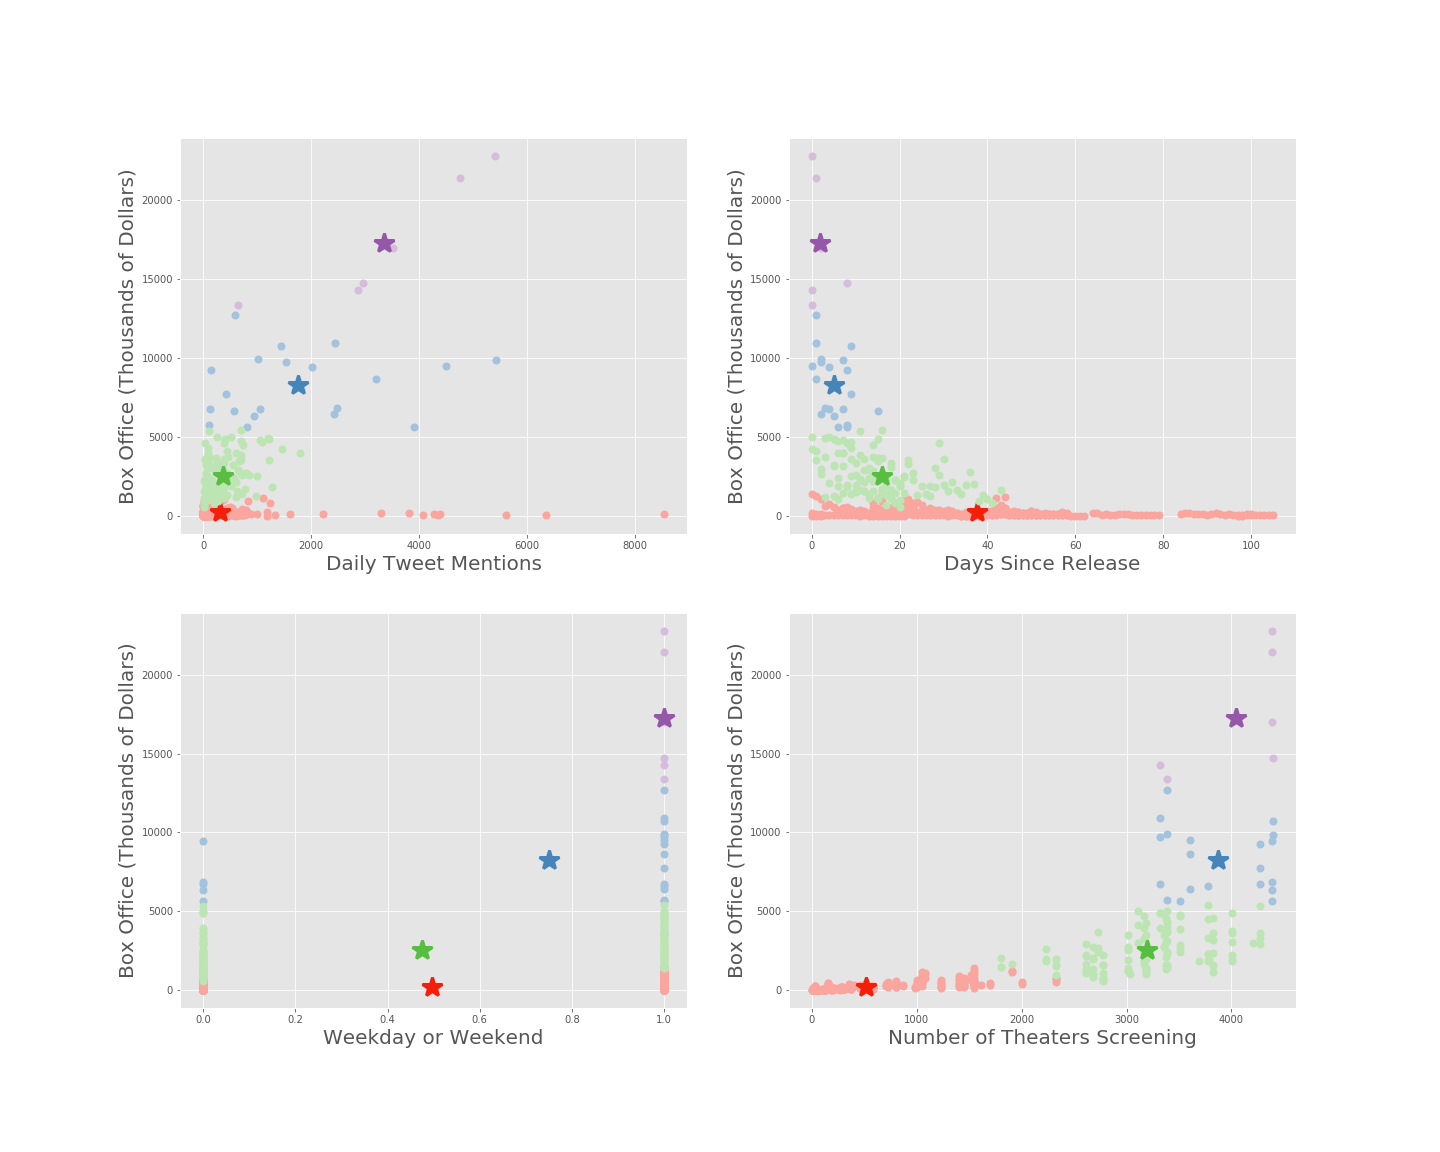 Box Office (Thousands of Dollars)
20000
15000
10000
5000
0
0 2000 4000 6000 8000
Daily Tweet Mentions
Box Office (Thousands of Dollars)
20000
15000
10000
5000
0
0 20 40 60 80 100
Days Since Release
Box Office (Thousands of Dollars)
20000
15000
10000
5000
0
0.0 0.2 0.4 0.6 0.8 1.0
Weekday or Weekend
Box Office (Thousands of Dollars)
20000
15000
10000
5000
0
0 1000 2000 3000 4000
Number of Theaters Screening